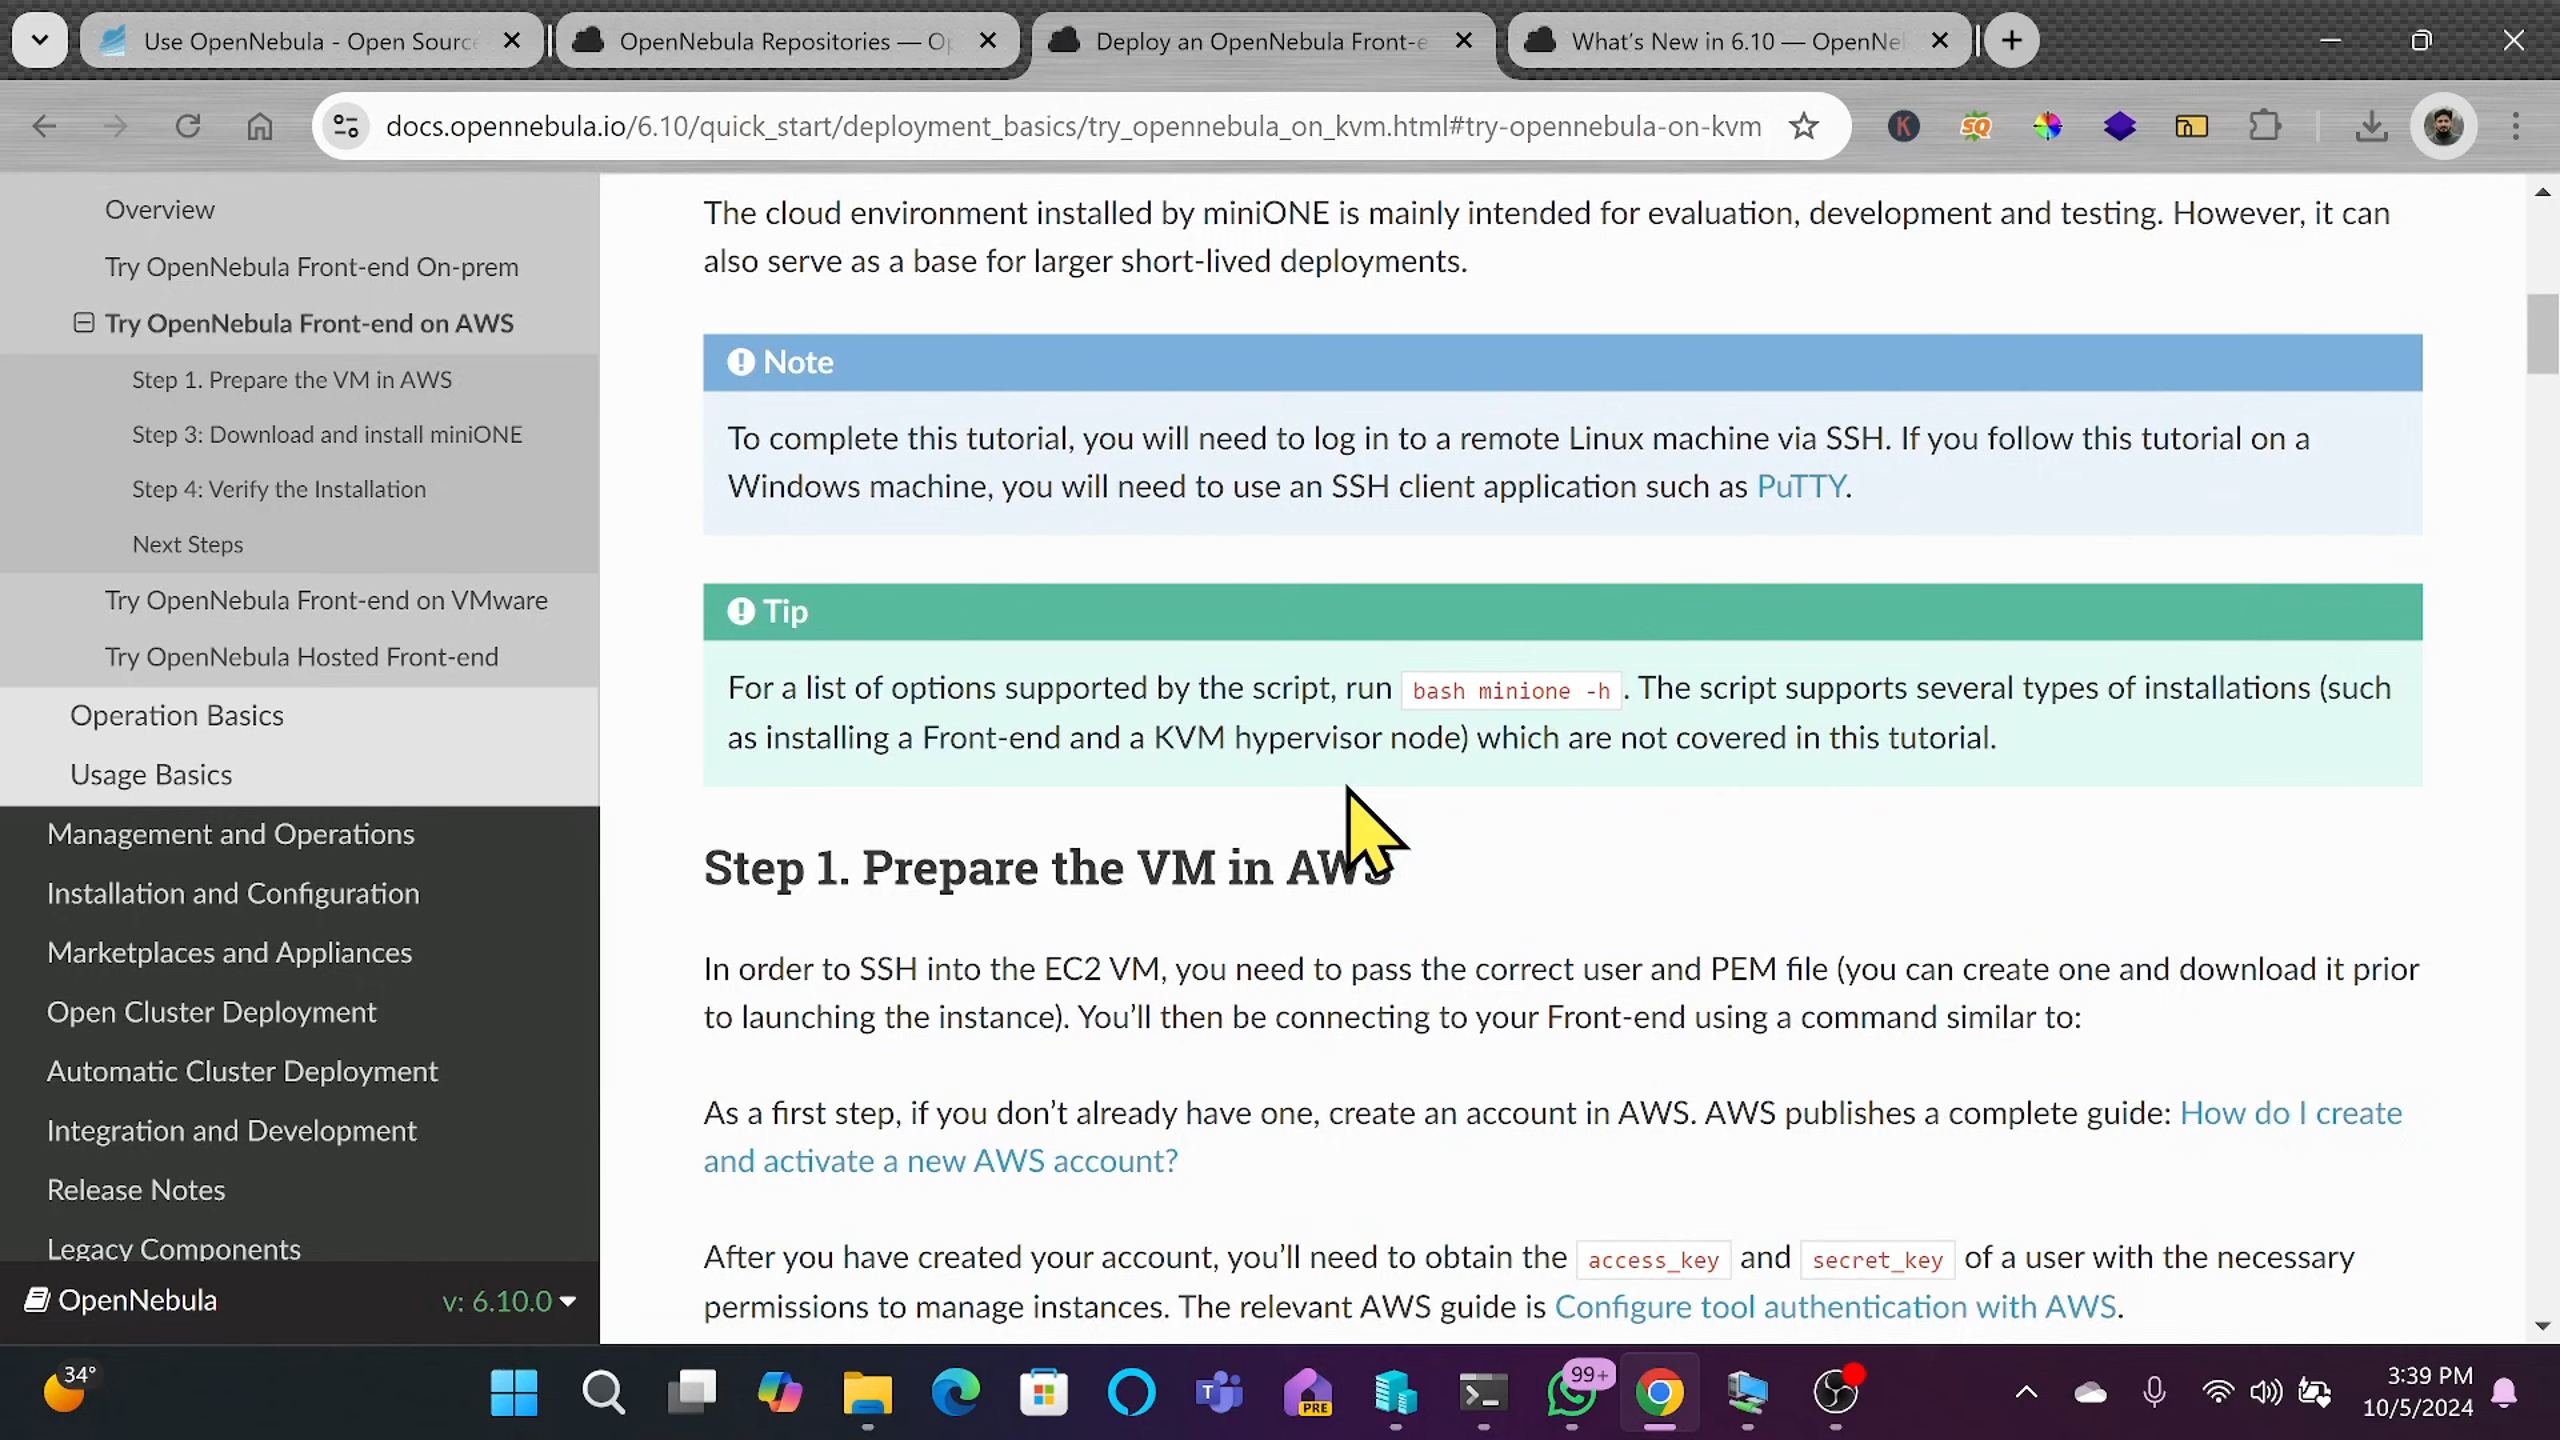 Use OpenNebula - Open Source
OpenNebula Repositories — Op
Deploy an OpenNebula Front-e
What's New in 6.10 — OpenNe
docs.opennebula.io/6.10/quick_start/deployment_basics/try_opennebula_on_kvm.html#try-opennebula-on-kvm
K
SQ
Overview
Try OpenNebula Front-end On-prem
Try OpenNebula Front-end on AWS
Step 1. Prepare the VM in AWS
Step 3: Download and install miniONE
Step 4: Verify the Installation
Next Steps
Try OpenNebula Front-end on VMware
Try OpenNebula Hosted Front-end
Operation Basics
Usage Basics
Management and Operations
Installation and Configuration
Marketplaces and Appliances
Open Cluster Deployment
Automatic Cluster Deployment
Integration and Development
Release Notes
Legacy Components
OpenNebula v: 6.10.0
The cloud environment installed by miniONE is mainly intended for evaluation, development and testing. However, it can
also serve as a base for larger short-lived deployments.
Note
To complete this tutorial, you will need to log in to a remote Linux machine via SSH. If you follow this tutorial on a
Windows machine, you will need to use an SSH client application such as PuTTY.
Tip
For a list of options supported by the script, run bash minione -h. The script supports several types of installations (such
as installing a Front-end and a KVM hypervisor node) which are not covered in this tutorial.
Step 1. Prepare the VM in AWS
In order to SSH into the EC2 VM, you need to pass the correct user and PEM file (you can create one and download it prior
to launching the instance). You'll then be connecting to your Front-end using a command similar to:
As a first step, if you don't already have one, create an account in AWS. AWS publishes a complete guide: How do I create
and activate a new AWS account?
After you have created your account, you'll need to obtain the access_key and secret_key of a user with the necessary
permissions to manage instances. The relevant AWS guide is Configure tool authentication with AWS.
34°
PRE
99+
3:39 PM
10/5/2024